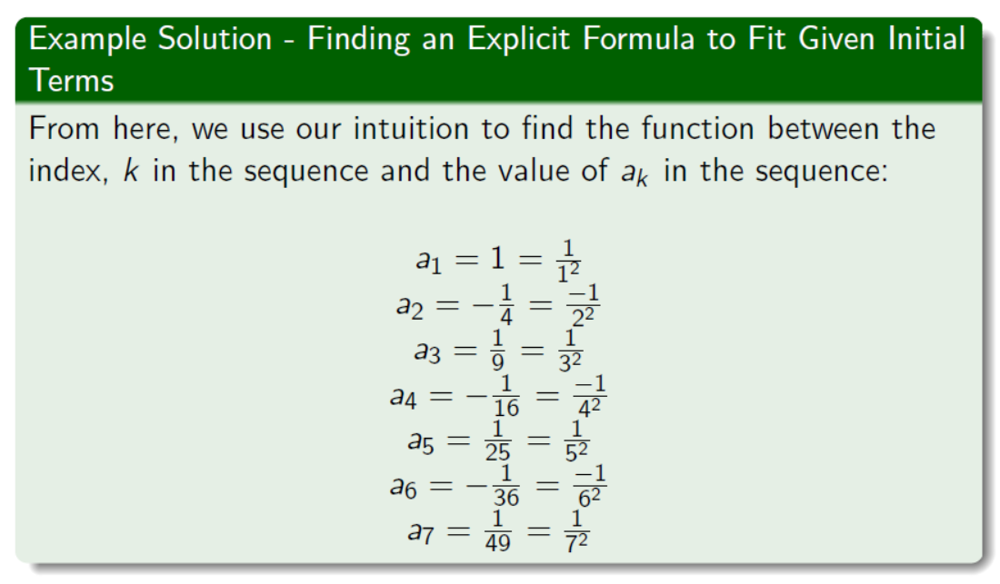 Example Solution - Finding an Explicit Formula to Fit Given Initial
Terms
From here, we use our intuition to find the function between the
index, k in the sequence and the value of a_k in the sequence:
a_1 = 1 = \frac{1}{1^2}
a_2 = -\frac{1}{4} = \frac{-1}{2^2}
a_3 = \frac{1}{9} = \frac{1}{3^2}
a_4 = -\frac{1}{16} = \frac{-1}{4^2}
a_5 = \frac{1}{25} = \frac{1}{5^2}
a_6 = -\frac{1}{36} = \frac{-1}{6^2}
a_7 = \frac{1}{49} = \frac{1}{7^2}